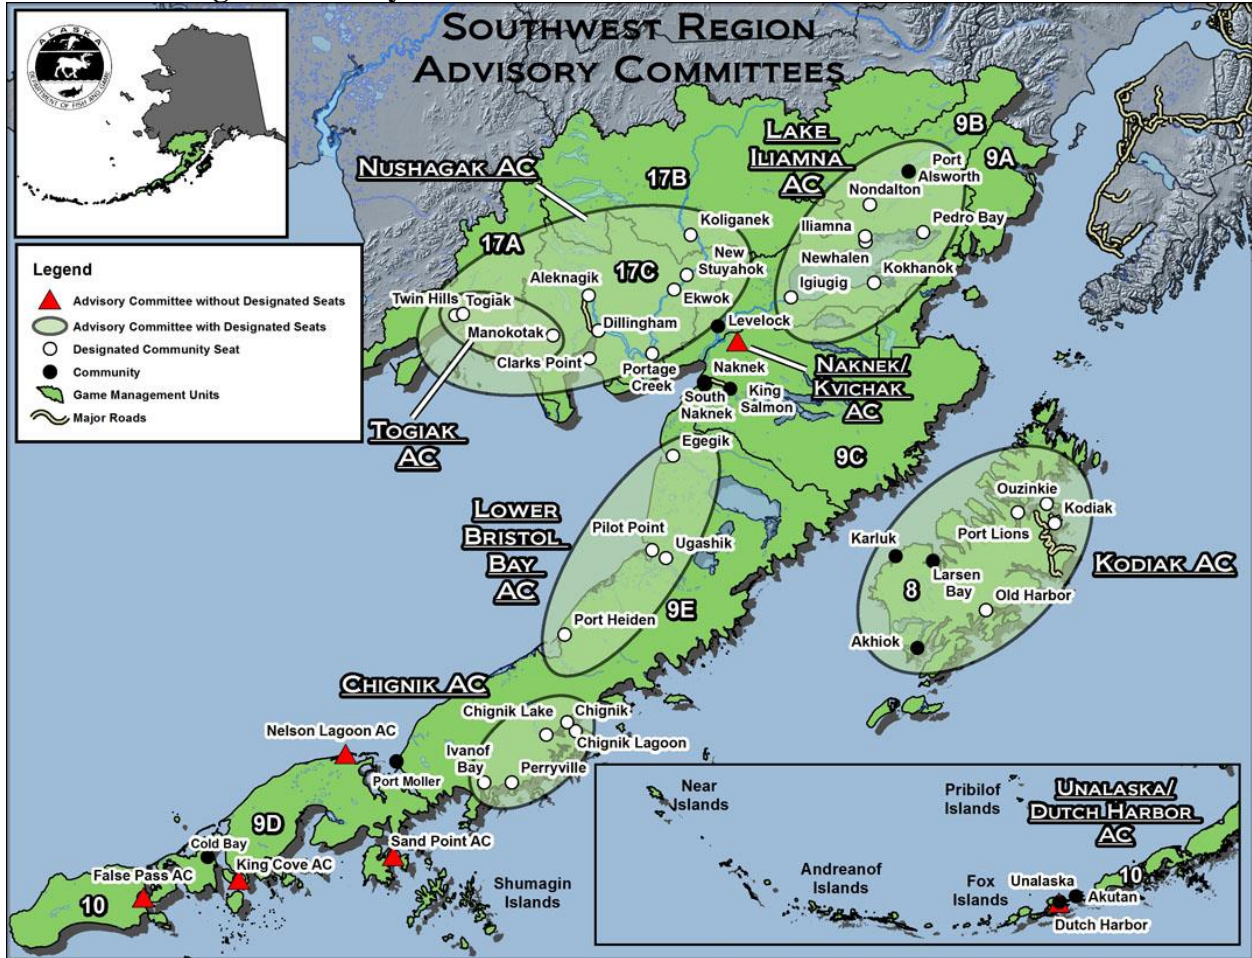 SOUTHWEST REGION
ADVISORY COMMITTEES
ALASKA
DEPARTMENT OF FISH AND GAME
Legend
Advisory Committee without Designated Seats
Advisory Committee with Designated Seats
Designated Community Seat
Community
Game Management Units
Major Roads
NUSHAGAK AC
LAKE
ILIAMNA
AC
9B
9A
17B
17A
17C
Port
Alsworth
Nondalton
Iliamna
Pedro Bay
Newhalen
Kokhanok
Igiugig
Koliganek
New
Stuyahok
Aleknagik
Ekwok
Twin Hills
Togiak
Manokotak
Dillingham
Levelock
Clarks Point
Portage
Creek
Naknek
NAKNEK/
KVICHAK
AC
South
Naknek
King
Salmon
TOGIAK
AC
Egegik
9C
LOWER
BRISTOL
BAY
AC
Pilot Point
Ugashik
9E
Port Heiden
Ouzinkie
Kodiak
Port Lions
Karluk
Larsen
Bay
8
Old Harbor
Akhiok
KODIAK AC
CHIGNIK AC
Chignik Lake
Chignik
Chignik Lagoon
Ivanof
Bay
Perryville
Nelson Lagoon AC
Port Moller
9D
Cold Bay
King Cove AC
Sand Point AC
False Pass AC
10
Shumagin
Islands
Near
Islands
Pribilof
Islands
UNALASKA/
DUTCH HARBOR
AC
Andreanof
Islands
Fox
Islands
10
Unalaska
Akutan
Dutch Harbor